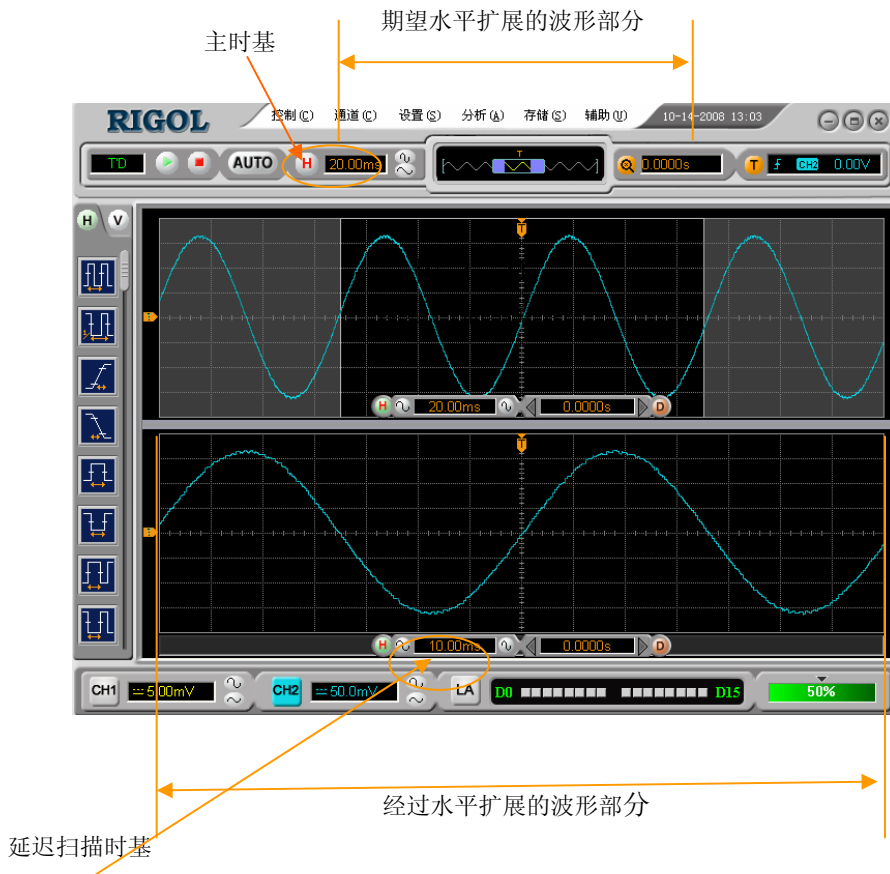 期望水平扩展的波形部分
主时基
RIGOL 控制(C) 通道(C) 设置(S) 分析(A) 存储(S) 辅助(U) 10-14-2008 13:03
T'D AUTO H 20.00ms T 0.0000s T CH2 0.00V
H V
T
H 20.00ms 0.0000s D
T
H 10.00ms 0.0000s D
CH1 5.00mV CH2 50.0mV LA D0 D15 50%
经过水平扩展的波形部分
延迟扫描时基